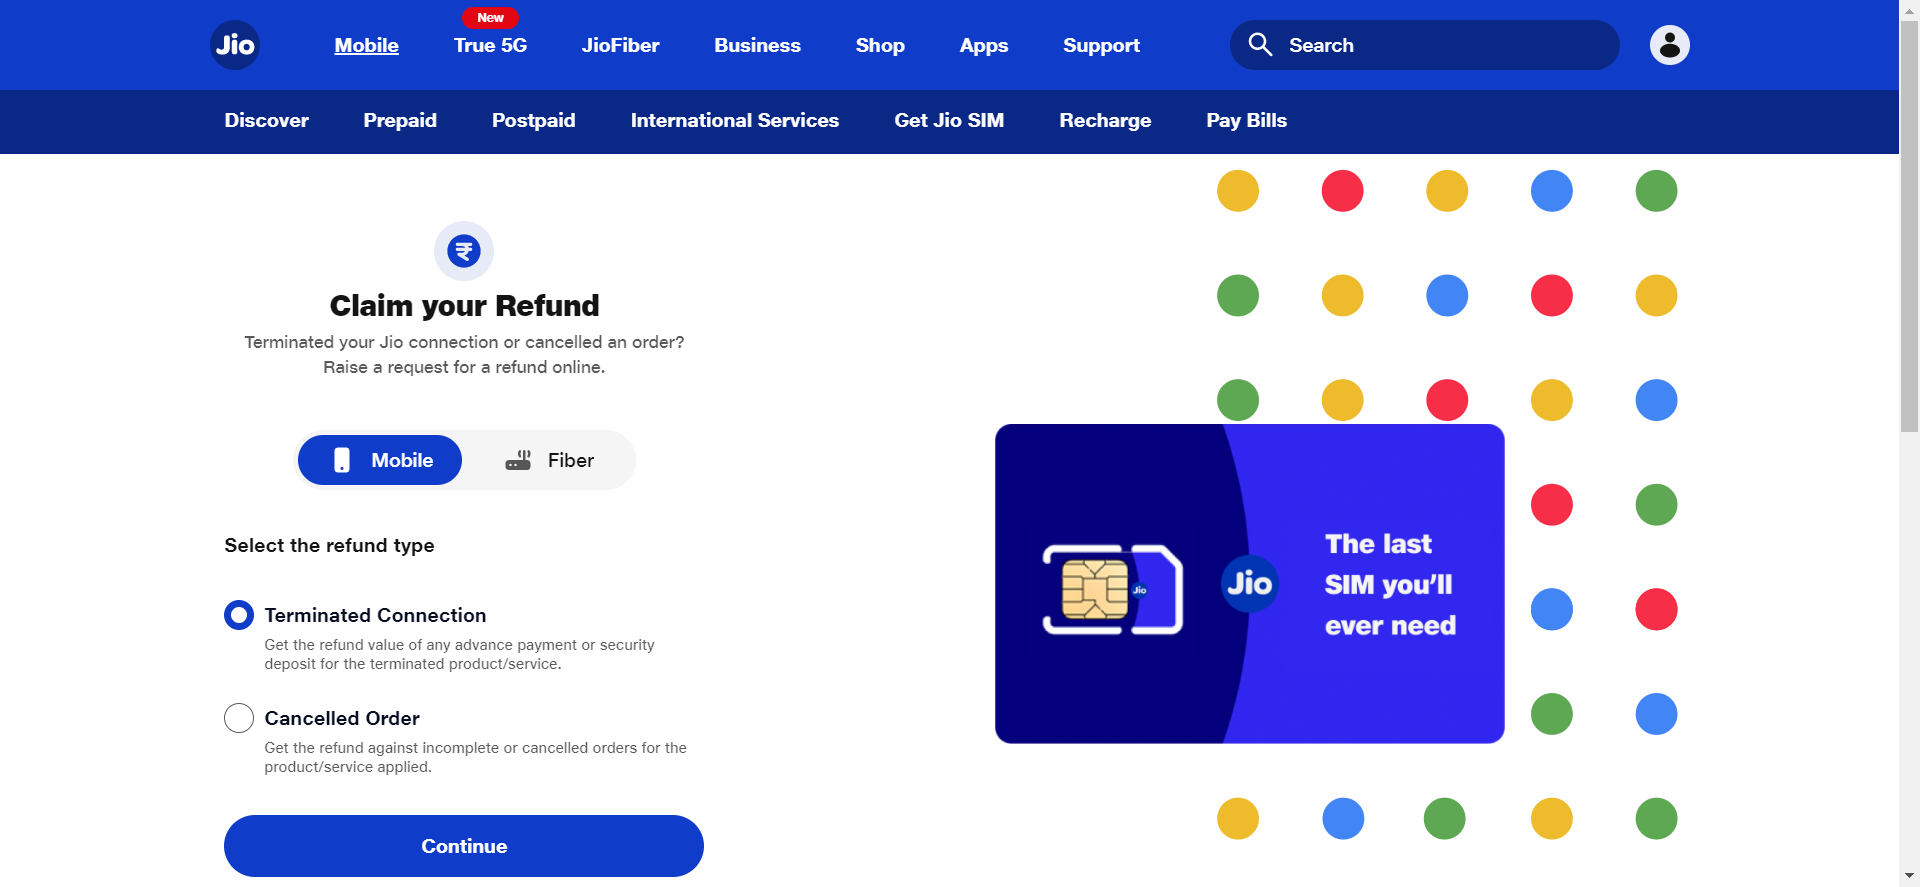 New
Jio
Mobile
True 5G
JioFiber
Business
Shop
Apps
Support
Search
Discover
Prepaid
Postpaid
International Services
Get Jio SIM
Recharge
Pay Bills
₹
Claim your Refund
Terminated your Jio connection or cancelled an order?
Raise a request for a refund online.
Mobile
Fiber
Select the refund type
Terminated Connection
Get the refund value of any advance payment or security
deposit for the terminated product/service.
Cancelled Order
Get the refund against incomplete or cancelled orders for the
product/service applied.
Continue
Jio
Jio
The last
SIM you’ll
ever need